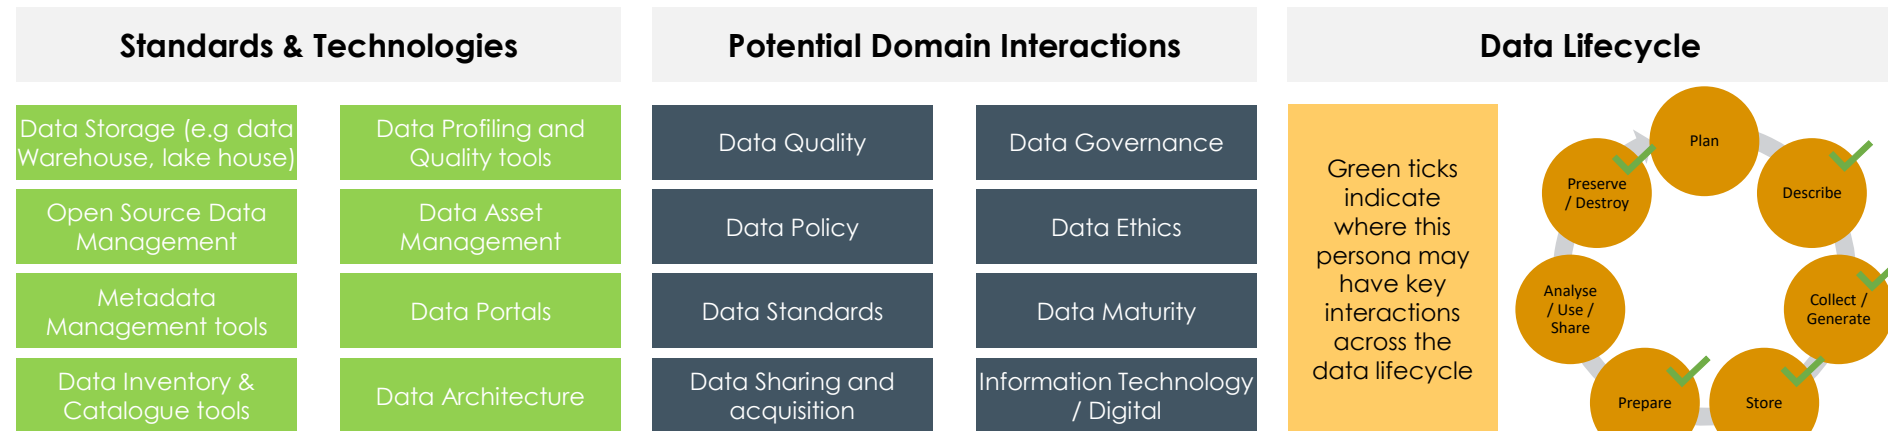 Standards & Technologies
Data Storage (e.g data
Warehouse, lake house)
Data Profiling and
Quality tools
Open Source Data
Management
Data Asset
Management
Metadata
Management tools
Data Portals
Data Inventory &
Catalogue tools
Data Architecture
Potential Domain Interactions
Data Quality
Data Governance
Data Policy
Data Ethics
Data Standards
Data Maturity
Data Sharing and
acquisition
Information Technology
/ Digital
Data Lifecycle
Green ticks
indicate
where this
persona may
have key
interactions
across the
data lifecycle
Plan
Describe
Collect /
Generate
Store
Prepare
Analyse
/ Use /
Share
Preserve
/ Destroy